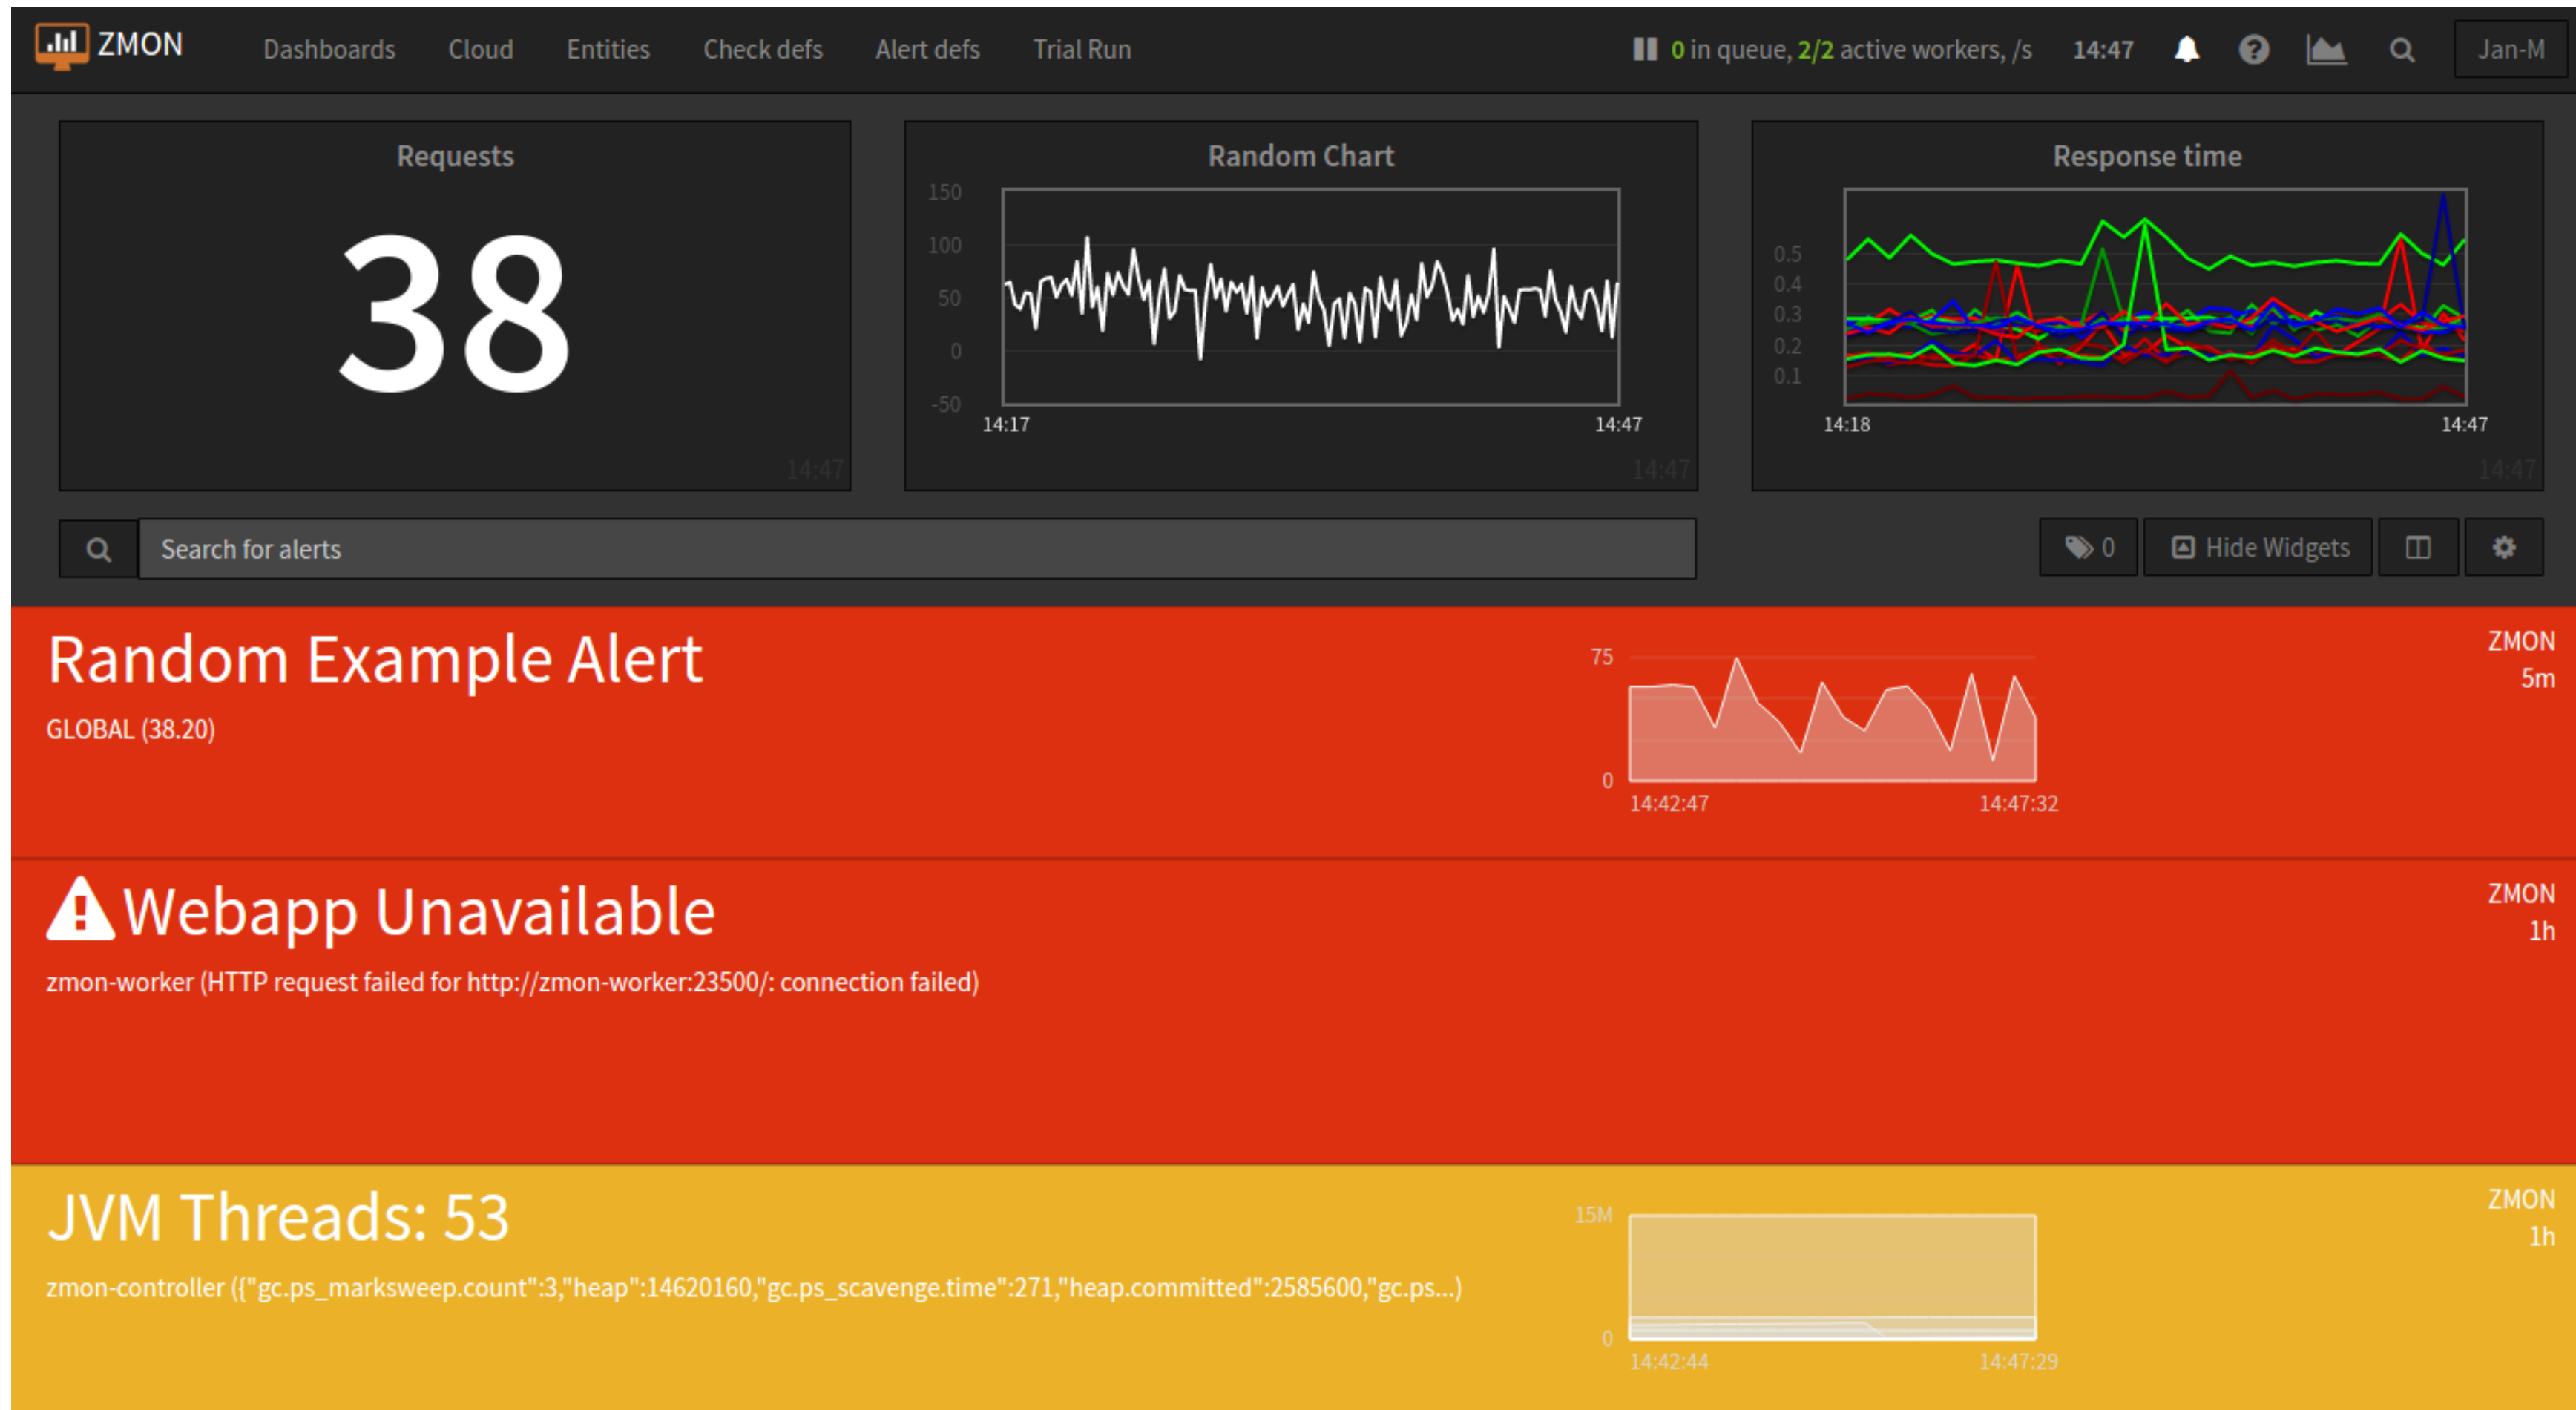 ZMON Dashboards Cloud Entities Check defs Alert defs Trial Run 0 in queue, 2/2 active workers, /s 14:47 Jan-M
Requests
38
14:47
Random Chart
150
100
50
0
-50
14:17 14:47
14:47
Response time
0.5
0.4
0.3
0.2
0.1
14:18 14:47
14:47
Search for alerts
0 Hide Widgets
Random Example Alert
GLOBAL (38.20)
75
0
14:42:47 14:47:32
ZMON
5m
Webapp Unavailable
zmon-worker (HTTP request failed for http://zmon-worker:23500/: connection failed)
ZMON
1h
JVM Threads: 53
zmon-controller ({"gc.ps_marksweep.count":3,"heap":14620160,"gc.ps_scavenge.time":271,"heap.committed":2585600,"gc.ps...)
15M
0
14:42:44 14:47:29
ZMON
1h